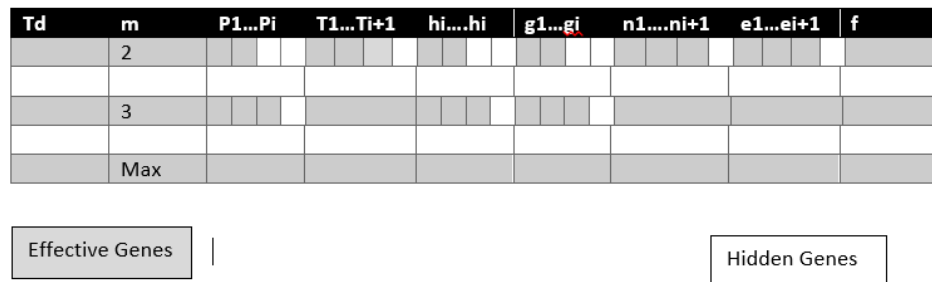 Td m P1...Pi T1...Ti+1 hi....hi g1...gi n1....ni+1 e1...ei+1 f
2
3
Max
Effective Genes
Hidden Genes